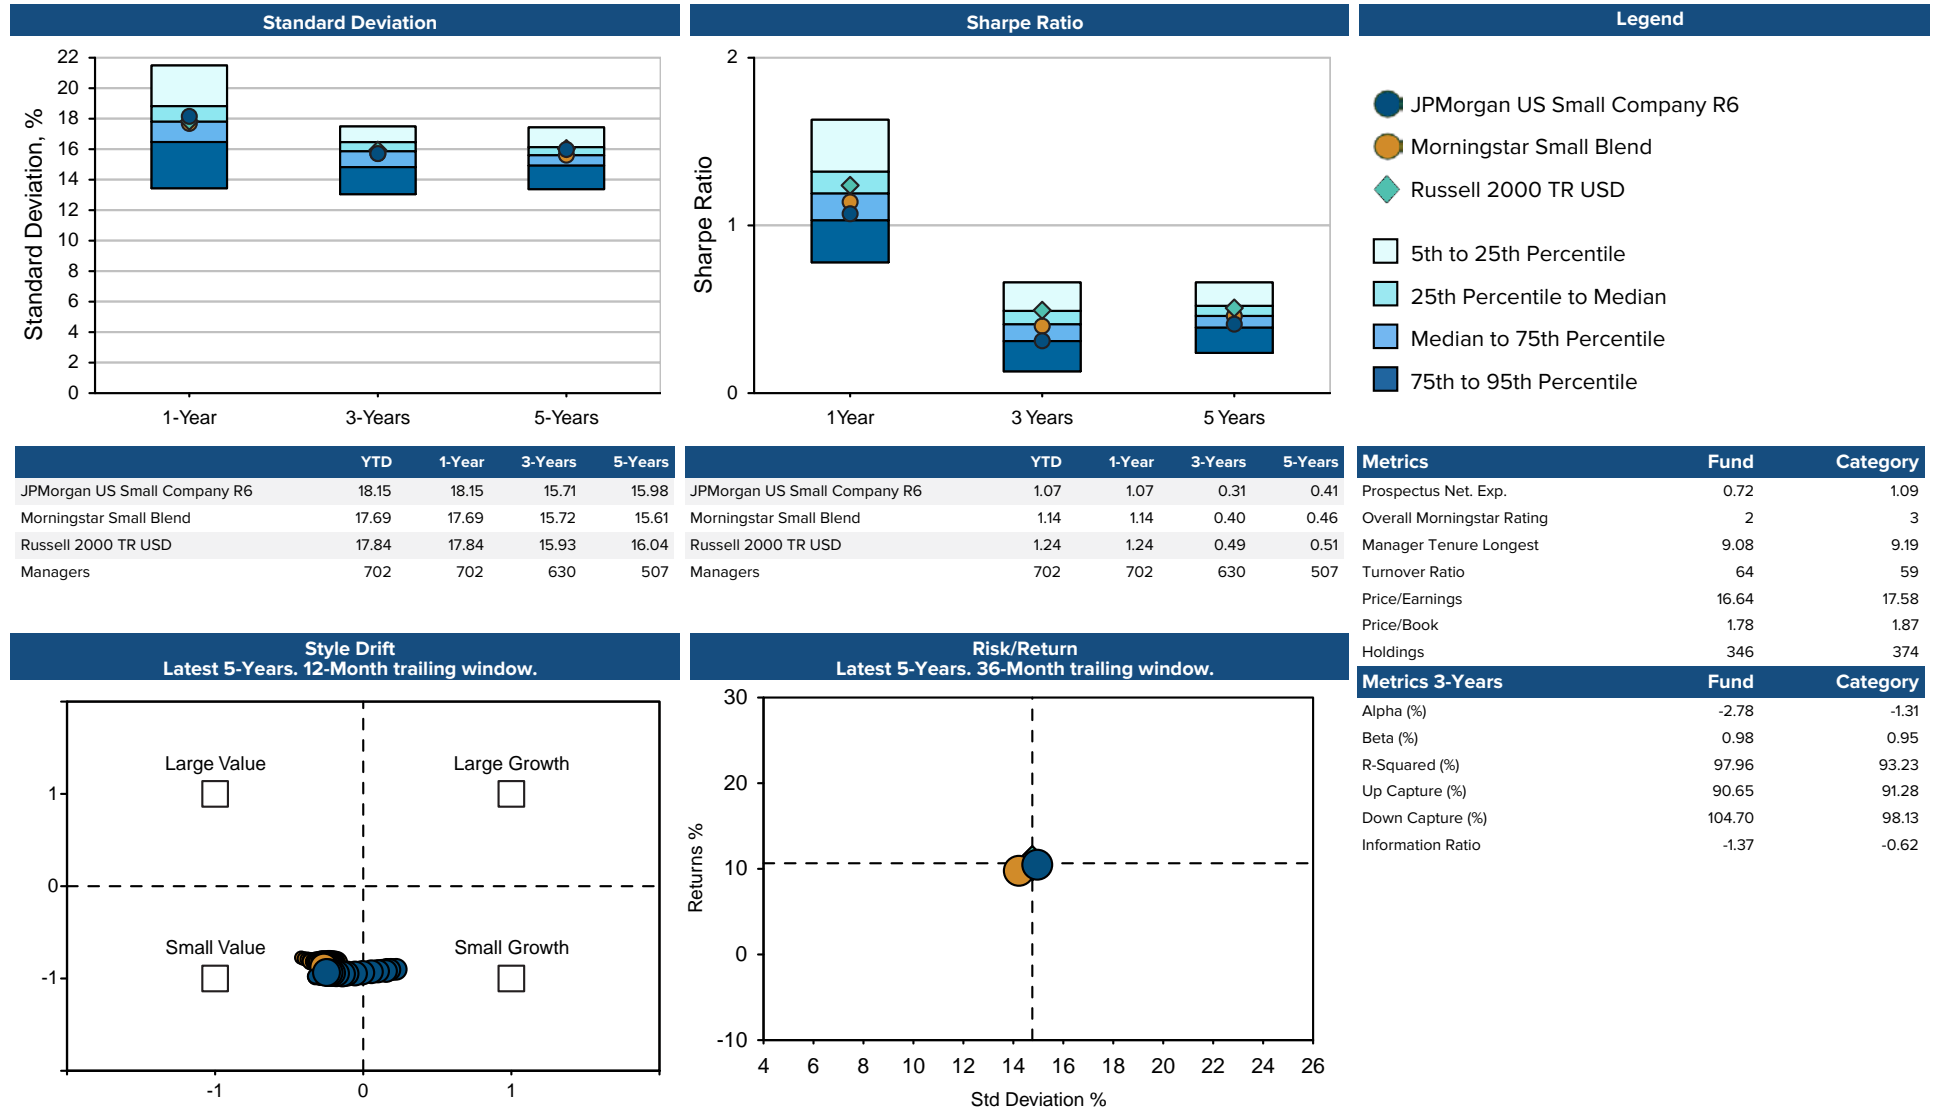 Standard Deviation
22
20
18
16
14
12
10
8
6
4
2
0
Standard Deviation, %
1-Year 3-Years 5-Years
Sharpe Ratio
2
1
0
Sharpe Ratio
1Year 3 Years 5 Years
Legend
JPMorgan US Small Company R6
Morningstar Small Blend
Russell 2000 TR USD
5th to 25th Percentile
25th Percentile to Median
Median to 75th Percentile
75th to 95th Percentile
YTD 1-Year 3-Years 5-Years
JPMorgan US Small Company R6 18.15 18.15 15.71 15.98
Morningstar Small Blend 17.69 17.69 15.72 15.61
Russell 2000 TR USD 17.84 17.84 15.93 16.04
Managers 702 702 630 507
YTD 1-Year 3-Years 5-Years
JPMorgan US Small Company R6 1.07 1.07 0.31 0.41
Morningstar Small Blend 1.14 1.14 0.40 0.46
Russell 2000 TR USD 1.24 1.24 0.49 0.51
Managers 702 702 630 507
Metrics Fund Category
Prospectus Net. Exp. 0.72 1.09
Overall Morningstar Rating 2 3
Manager Tenure Longest 9.08 9.19
Turnover Ratio 64 59
Price/Earnings 16.64 17.58
Price/Book 1.78 1.87
Holdings 346 374
Metrics 3-Years Fund Category
Alpha (%) -2.78 -1.31
Beta (%) 0.98 0.95
R-Squared (%) 97.96 93.23
Up Capture (%) 90.65 91.28
Down Capture (%) 104.70 98.13
Information Ratio -1.37 -0.62
Style Drift
Latest 5-Years. 12-Month trailing window.
Large Value Large Growth
1
0
Small Value Small Growth
-1
-1 0 1
Risk/Return
Latest 5-Years. 36-Month trailing window.
30
20
10
0
-10
Returns %
4 6 8 10 12 14 16 18 20 22 24 26
Std Deviation %